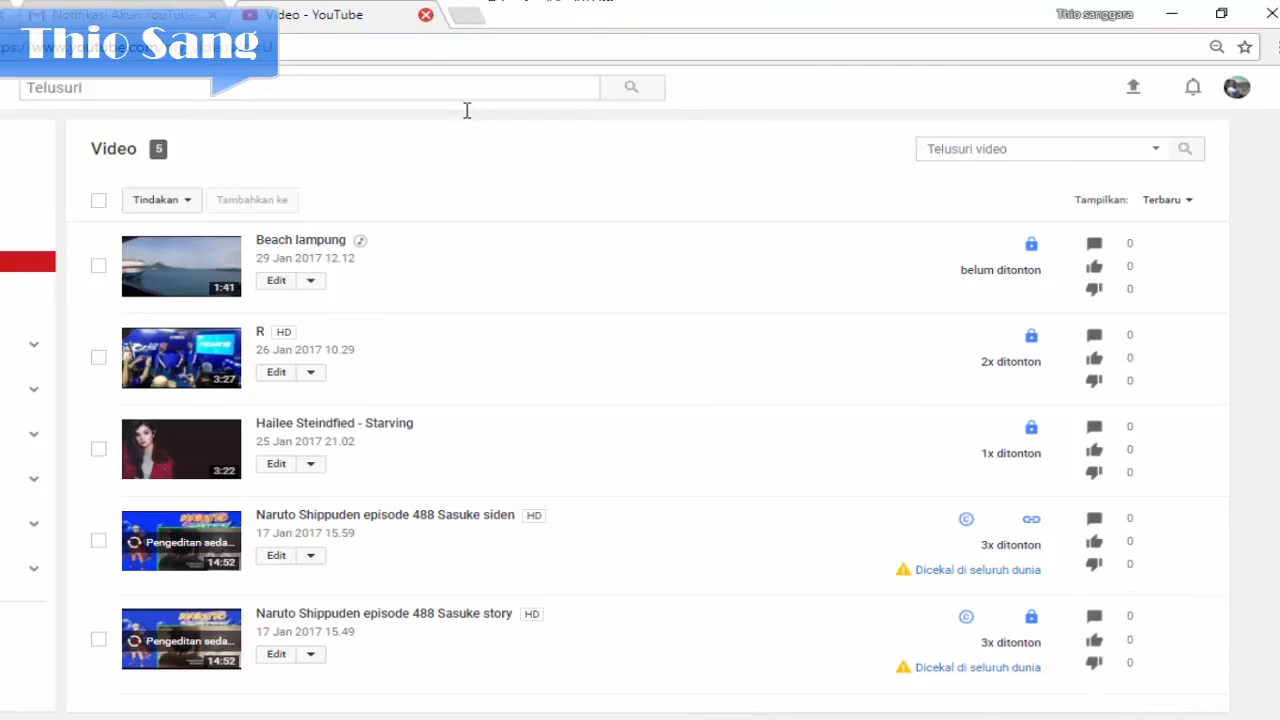 Notifikasi Akun YouTube
Video - YouTube
Thio sanggara
Thio Sang
Telusuri
Video 5
Telusuri video
Tindakan
Tambahkan ke
Tampilkan: Terbaru
Beach lampung
29 Jan 2017 12.12
Edit
1:41
belum ditonton
0
0
0
R HD
26 Jan 2017 10.29
Edit
3:27
2x ditonton
0
0
0
Hailee Steindfied - Starving
25 Jan 2017 21.02
Edit
3:22
1x ditonton
0
0
0
Naruto Shippuden episode 488 Sasuke siden HD
17 Jan 2017 15.59
Pengeditan seda...
Edit
14:52
3x ditonton
Dicekal di seluruh dunia
0
0
0
Naruto Shippuden episode 488 Sasuke story HD
17 Jan 2017 15.49
Pengeditan seda...
Edit
14:52
3x ditonton
Dicekal di seluruh dunia
0
0
0